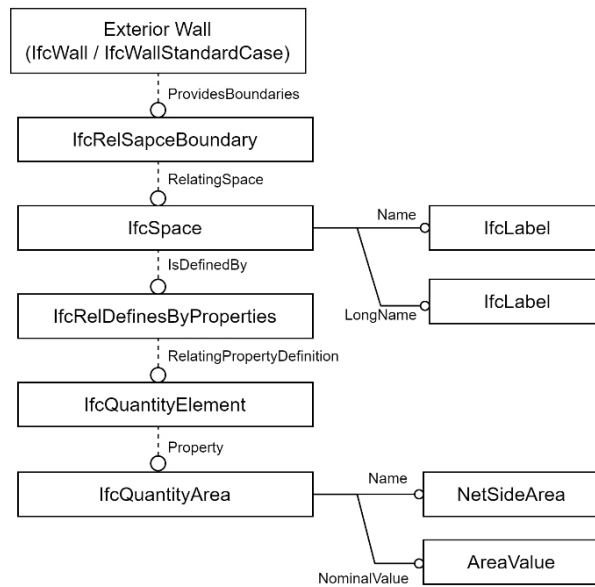 Exterior Wall
(IfcWall / IfcWallStandardCase)
ProvidesBoundaries
IfcRelSapceBoundary
RelatingSpace
IfcSpace
Name
IfcLabel
IsDefinedBy
IfcLabel
LongName
IfcRelDefinesByProperties
RelatingPropertyDefinition
IfcQuantityElement
Property
IfcQuantityArea
Name
NetSideArea
AreaValue
NominalValue